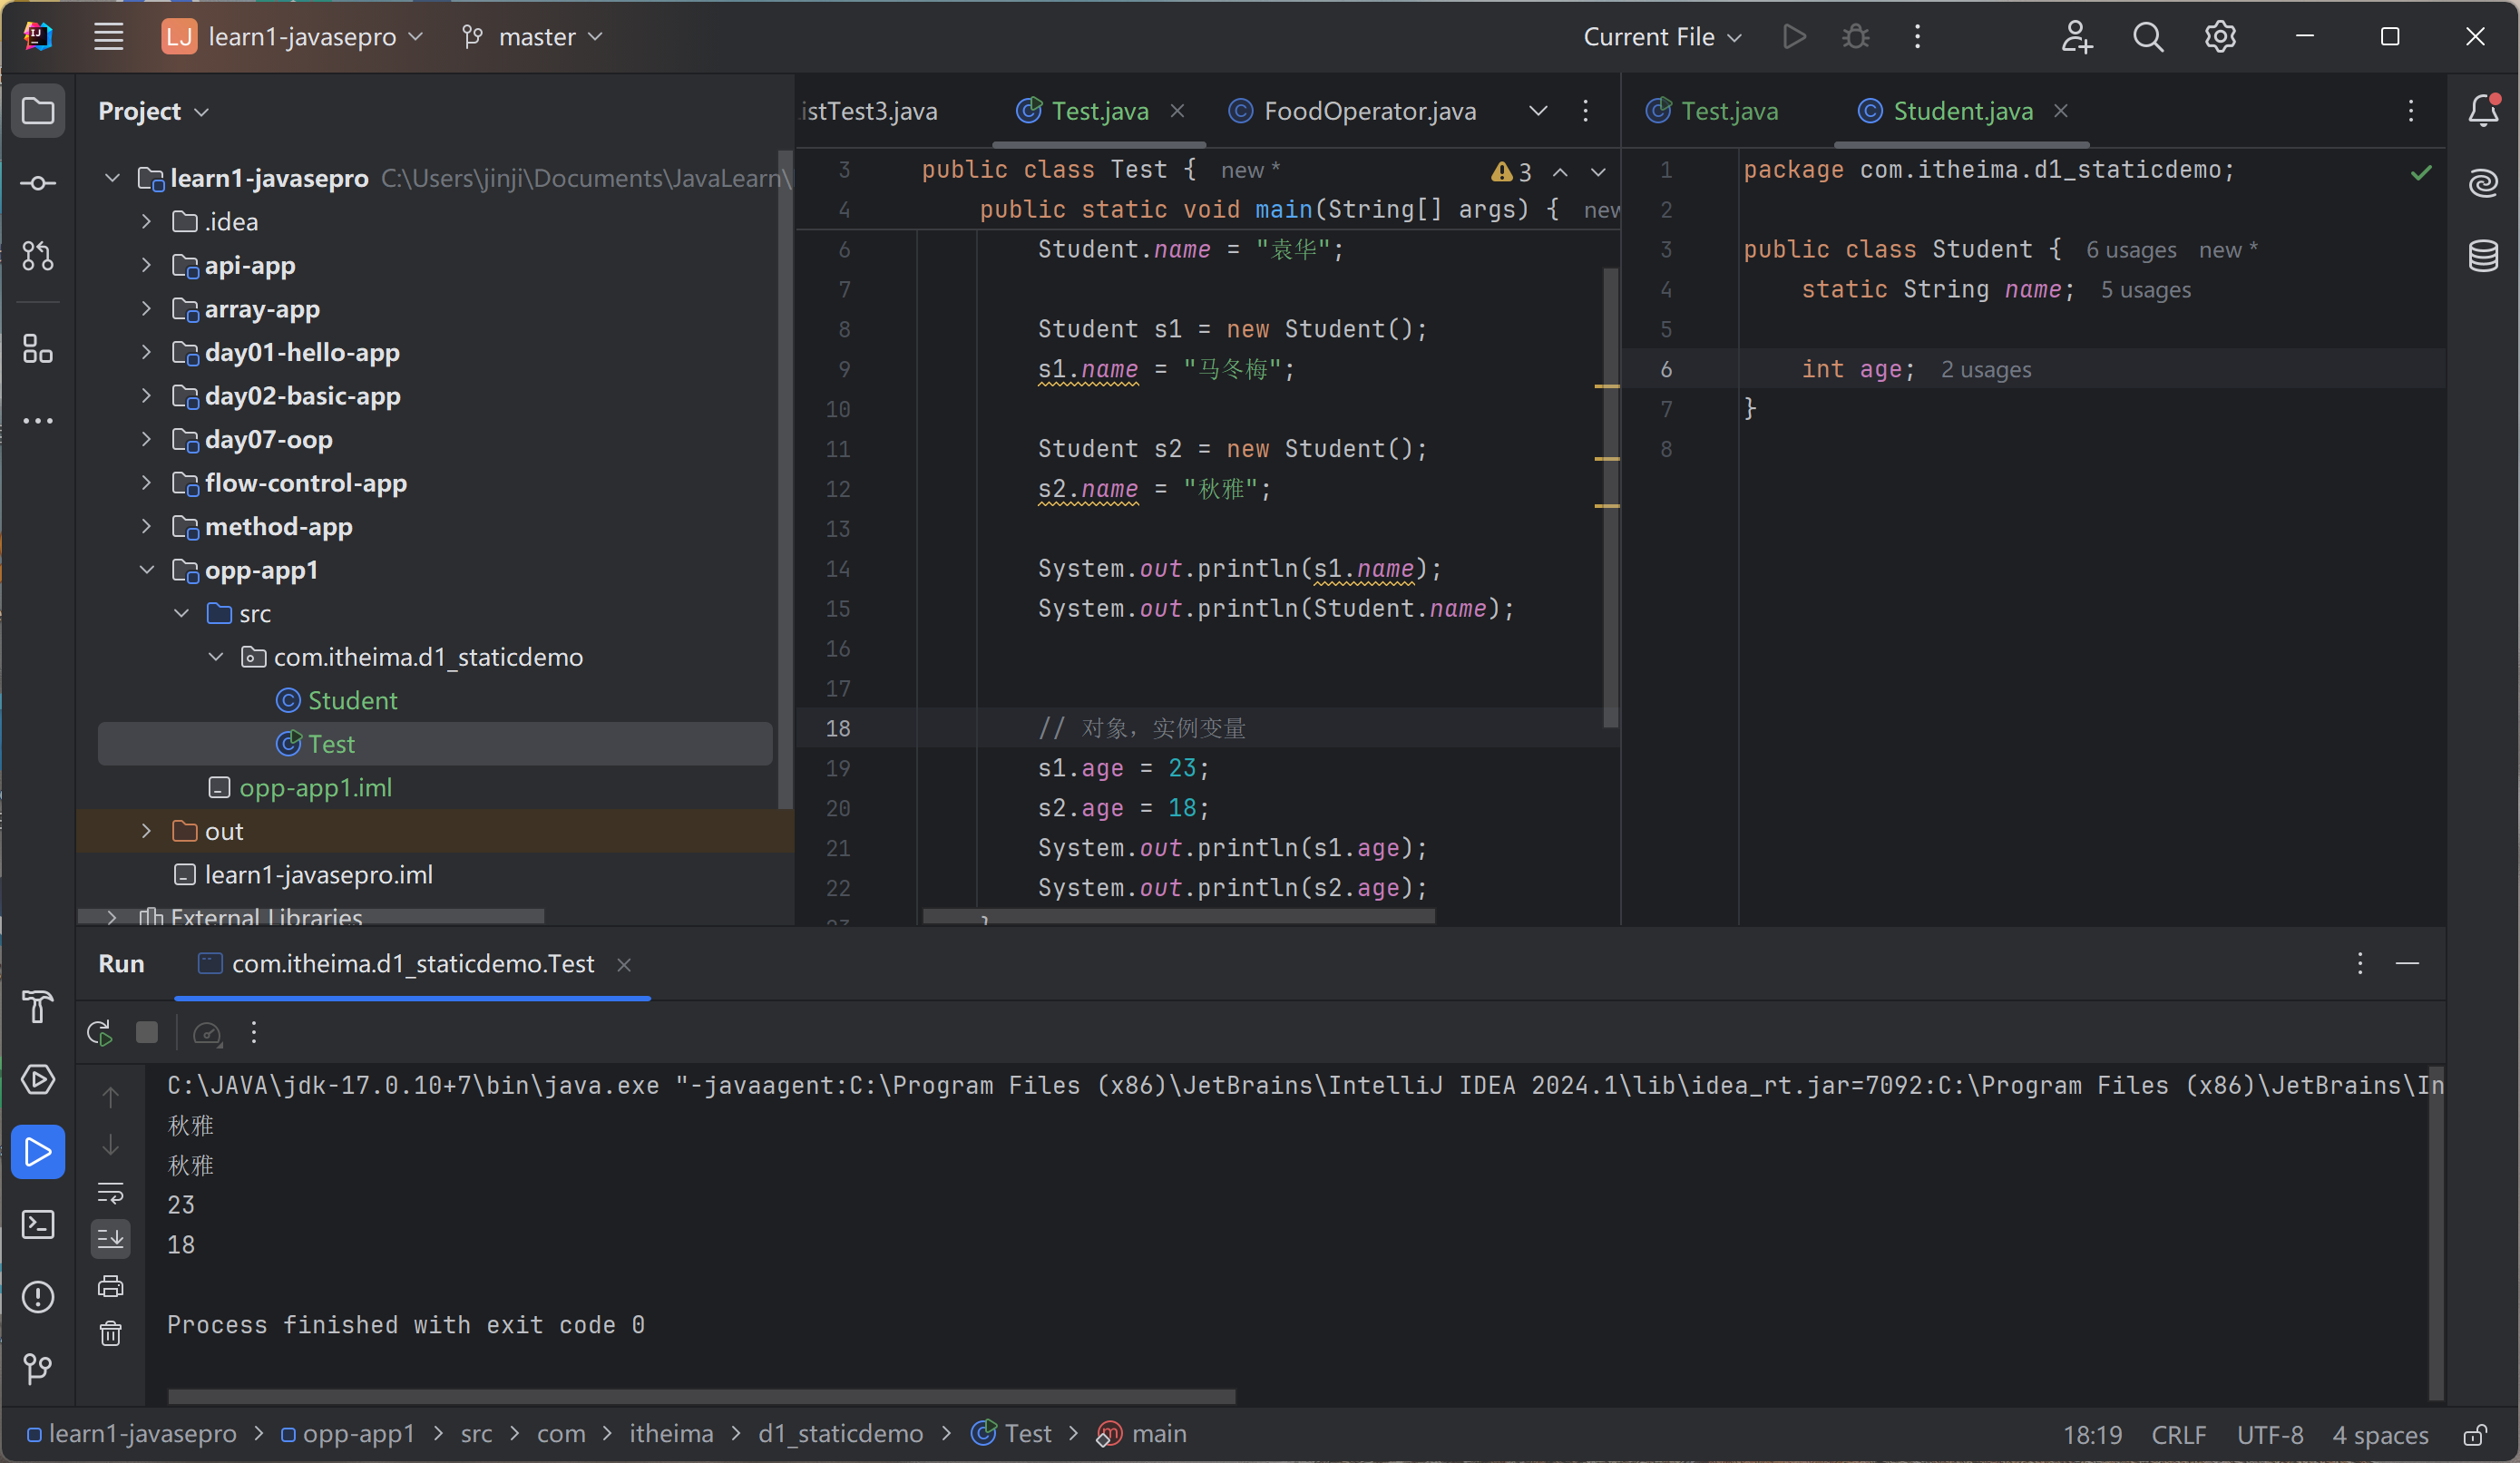 LJ learn1-javasepro master Current File
Project
learn1-javasepro C:\Users\jinji\Documents\JavaLearn\
.idea
api-app
array-app
day01-hello-app
day02-basic-app
day07-oop
flow-control-app
method-app
opp-app1
src
com.itheima.d1_staticdemo
Student
Test
opp-app1.iml
out
learn1-javasepro.iml
External Libraries
istTest3.java Test.java FoodOperator.java
3 public class Test { new * 3
4 public static void main(String[] args) { new
6 Student.name = "袁华";
7
8 Student s1 = new Student();
9 s1.name = "马冬梅";
10
11 Student s2 = new Student();
12 s2.name = "秋雅";
13
14 System.out.println(s1.name);
15 System.out.println(Student.name);
16
17
18 // 对象，实例变量
19 s1.age = 23;
20 s2.age = 18;
21 System.out.println(s1.age);
22 System.out.println(s2.age);
23 }
Test.java Student.java
1 package com.itheima.d1_staticdemo;
2
3 public class Student { 6 usages new *
4 static String name; 5 usages
5
6 int age; 2 usages
7 }
8
Run com.itheima.d1_staticdemo.Test
C:\JAVA\jdk-17.0.10+7\bin\java.exe "-javaagent:C:\Program Files (x86)\JetBrains\IntelliJ IDEA 2024.1\lib\idea_rt.jar=7092:C:\Program Files (x86)\JetBrains\In
秋雅
秋雅
23
18
Process finished with exit code 0
learn1-javasepro > opp-app1 > src > com > itheima > d1_staticdemo > Test > main 18:19 CRLF UTF-8 4 spaces